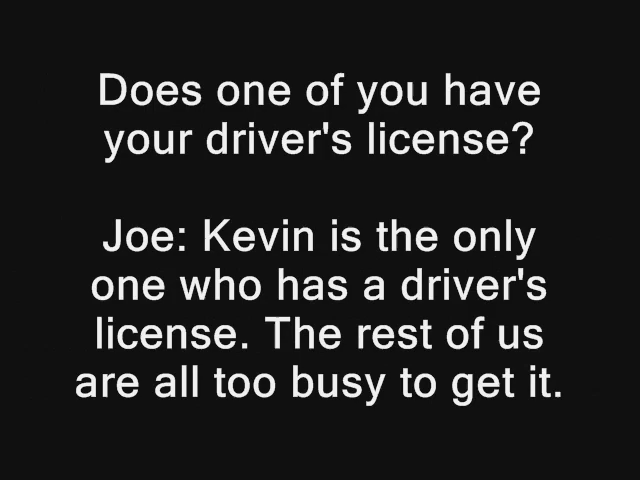 Does one of you have
your driver's license?
Joe: Kevin is the only
one who has a driver's
license. The rest of us
are all too busy to get it.